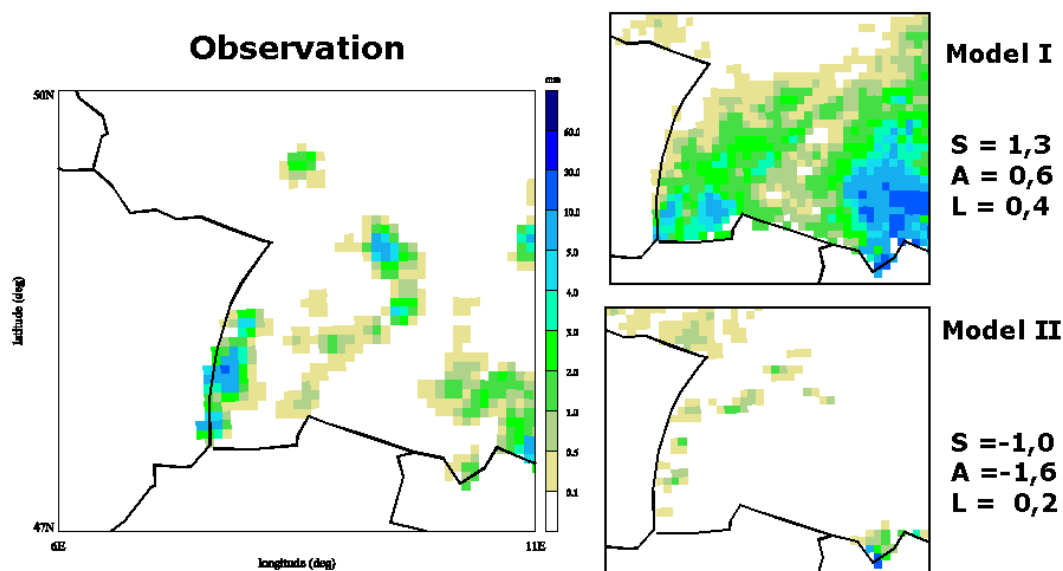 Observation
mm
50N
60.0
30.0
10.0
5.0
4.0
3.0
2.0
1.0
0.5
0.1
latitude (deg)
47N
6E
11E
longitude (deg)
Model I
S = 1,3
A = 0,6
L = 0,4
Model II
S =-1,0
A =-1,6
L = 0,2